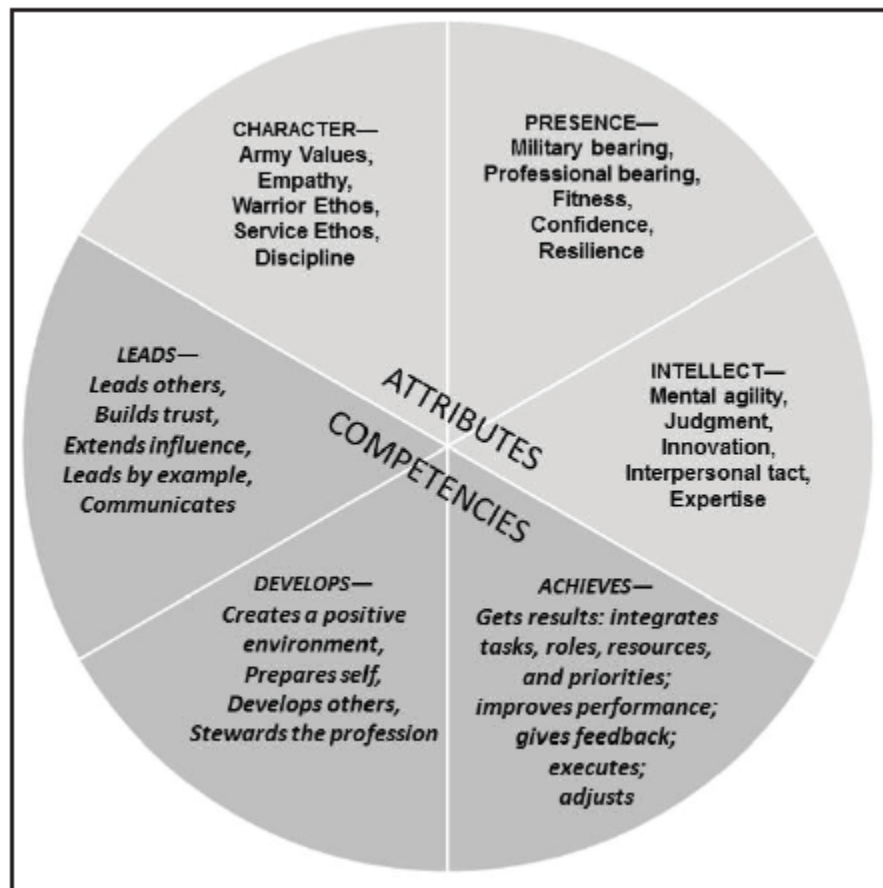 CHARACTER—
Army Values,
Empathy,
Warrior Ethos,
Service Ethos,
Discipline
PRESENCE—
Military bearing,
Professional bearing,
Fitness,
Confidence,
Resilience
INTELLECT—
Mental agility,
Judgment,
Innovation,
Interpersonal tact,
Expertise
ATTRIBUTES
COMPETENCIES
LEADS—
Leads others,
Builds trust,
Extends influence,
Leads by example,
Communicates
DEVELOPS—
Creates a positive
environment,
Prepares self,
Develops others,
Stewards the profession
ACHIEVES—
Gets results: integrates
tasks, roles, resources,
and priorities;
improves performance;
gives feedback;
executes;
adjusts